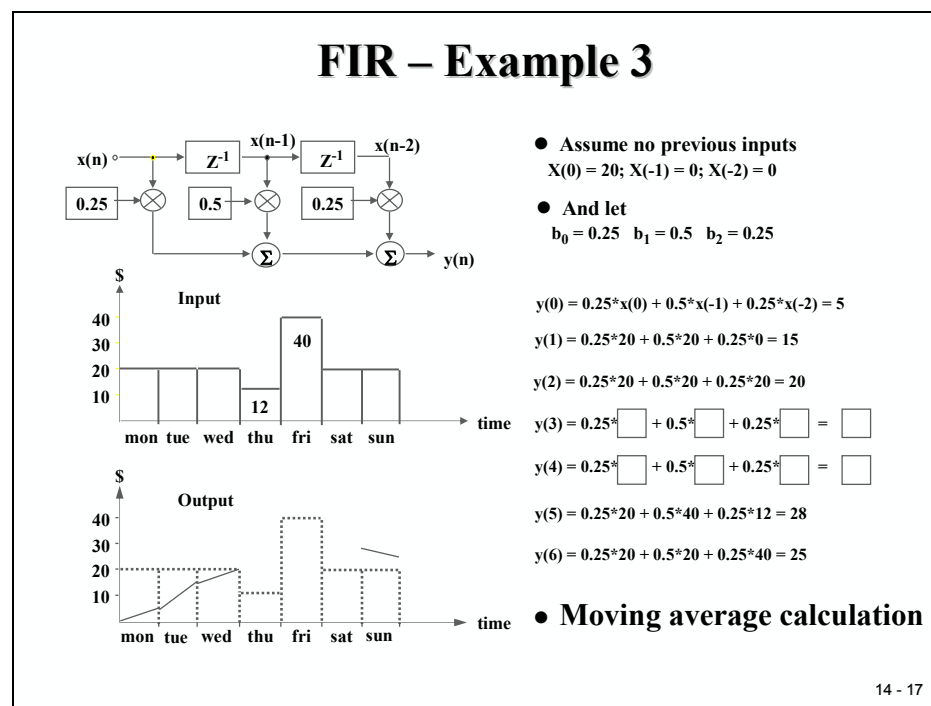 FIR – Example 3
x(n)
Z-1
x(n-1)
Z-1
x(n-2)
0.25
0.5
0.25
Σ
Σ
y(n)
● Assume no previous inputs
X(0) = 20; X(-1) = 0; X(-2) = 0
● And let
b0 = 0.25 b1 = 0.5 b2 = 0.25
$
Input
40
30
20
10
40
12
time
mon tue wed thu fri sat sun
y(0) = 0.25*x(0) + 0.5*x(-1) + 0.25*x(-2) = 5
y(1) = 0.25*20 + 0.5*20 + 0.25*0 = 15
y(2) = 0.25*20 + 0.5*20 + 0.25*20 = 20
y(3) = 0.25* + 0.5* + 0.25* =
y(4) = 0.25* + 0.5* + 0.25* =
y(5) = 0.25*20 + 0.5*40 + 0.25*12 = 28
y(6) = 0.25*20 + 0.5*20 + 0.25*40 = 25
$
Output
40
30
20
10
time
mon tue wed thu fri sat sun
● Moving average calculation
14 - 17